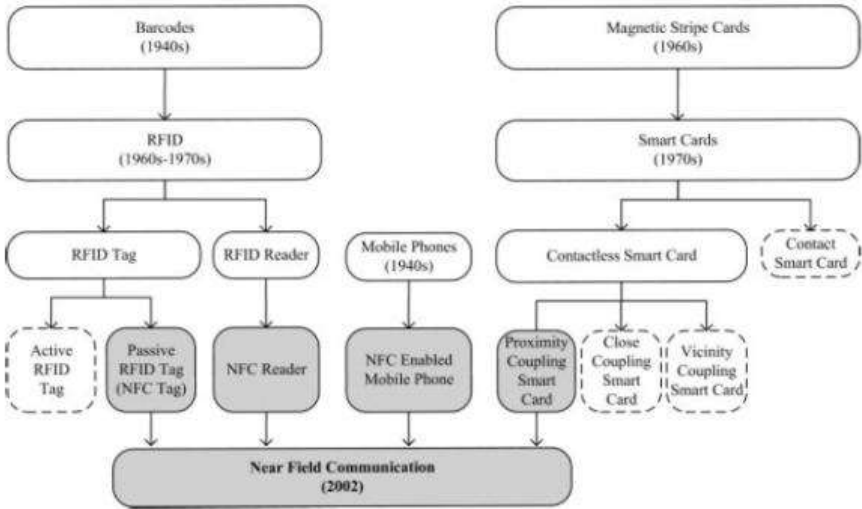 Barcodes
(1940s)
Magnetic Stripe Cards
(1960s)
RFID
(1960s-1970s)
Smart Cards
(1970s)
RFID Tag
RFID Reader
Mobile Phones
(1940s)
Contactless Smart Card
Contact
Smart Card
Active
RFID
Tag
Passive
RFID Tag
(NFC Tag)
NFC Reader
NFC Enabled
Mobile Phone
Proximity
Coupling
Smart
Card
Close
Coupling
Smart
Card
Vicinity
Coupling
Smart Card
Near Field Communication
(2002)